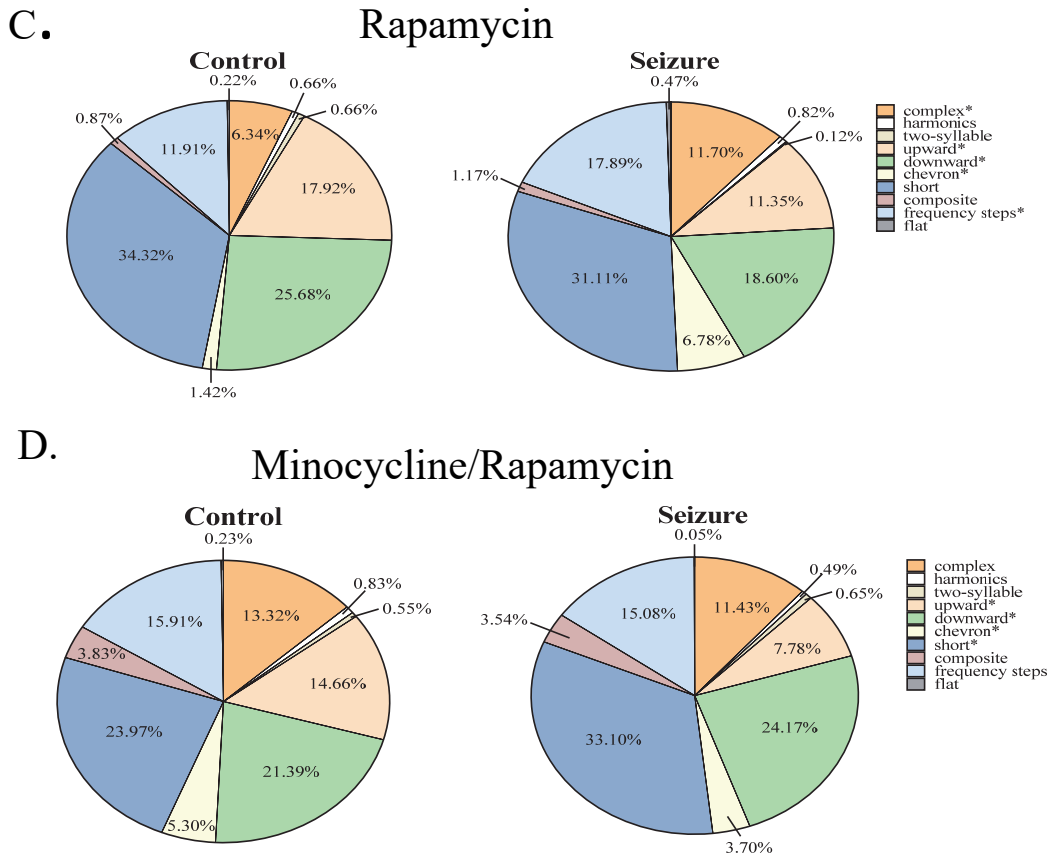 C.
Rapamycin
Control
0.22%
0.66%
0.66%
0.87%
6.34%
11.91%
17.92%
34.32%
25.68%
1.42%
Seizure
0.47%
0.82%
0.12%
11.70%
17.89%
1.17%
11.35%
31.11%
18.60%
6.78%
complex*
harmonics
two-syllable
upward*
downward*
chevron*
short
composite
frequency steps*
flat
D.
Minocycline/Rapamycin
Control
0.23%
0.83%
0.55%
13.32%
15.91%
3.83%
14.66%
23.97%
21.39%
5.30%
Seizure
0.05%
0.49%
0.65%
11.43%
15.08%
3.54%
7.78%
24.17%
33.10%
3.70%
complex
harmonics
two-syllable
upward*
downward*
chevron*
short*
composite
frequency steps
flat